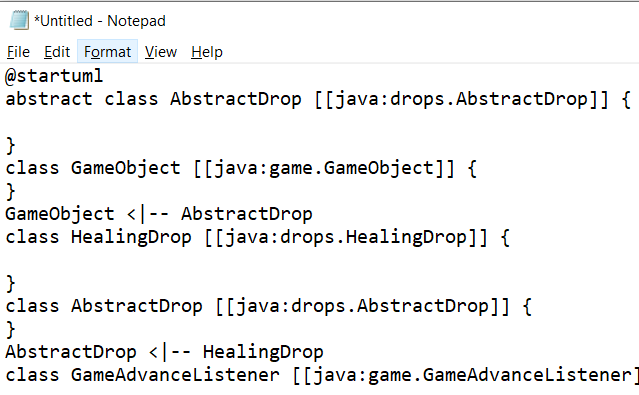 *Untitled - Notepad
File Edit Format View Help
@startuml
abstract class AbstractDrop [[java:drops.AbstractDrop]] {
}
class GameObject [[java:game.GameObject]] {
}
GameObject <|-- AbstractDrop
class HealingDrop [[java:drops.HealingDrop]] {
}
class AbstractDrop [[java:drops.AbstractDrop]] {
}
AbstractDrop <|-- HealingDrop
class GameAdvanceListener [[java:game.GameAdvanceListener]